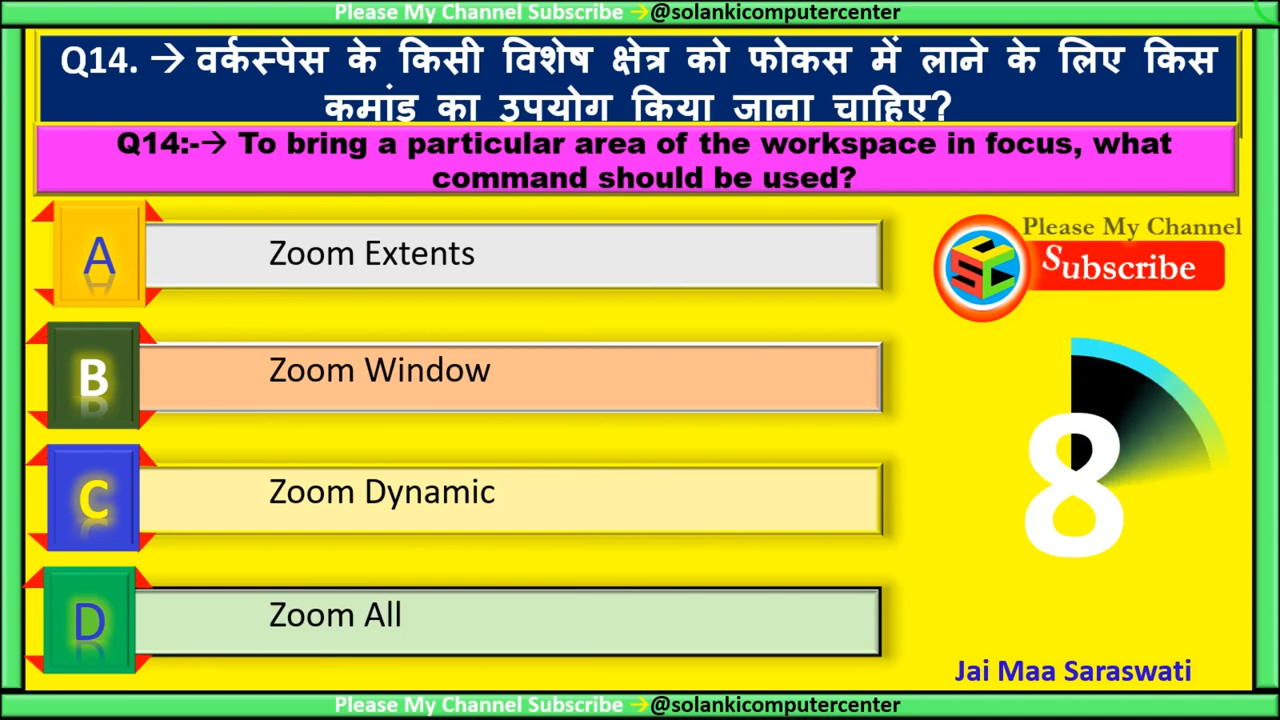 Please My Channel Subscribe →@solankicomputercenter
Q14. → वर्कस्पेस के किसी विशेष क्षेत्र को फोकस में लाने के लिए किस
कमांड का उपयोग किया जाना चाहिए?
Q14:-→ To bring a particular area of the workspace in focus, what
command should be used?
A Zoom Extents
B Zoom Window
C Zoom Dynamic
D Zoom All
Please My Channel
Subscribe
SCC
8
Jai Maa Saraswati
Please My Channel Subscribe →@solankicomputercenter